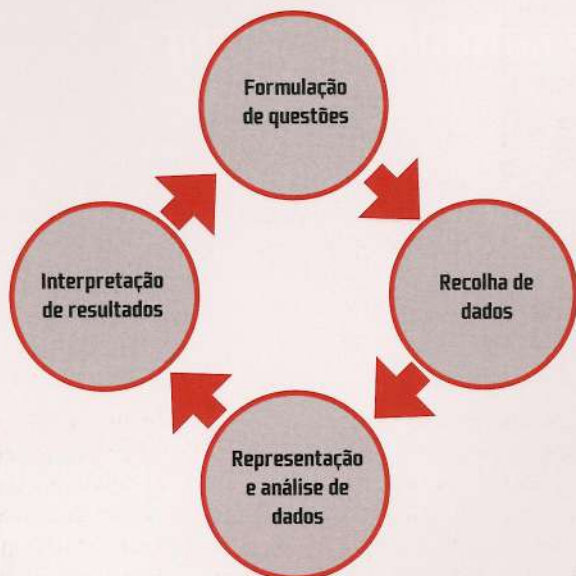 Formulação
de questões
Recolha de
dados
Representação
e análise de
dados
Interpretação
de resultados